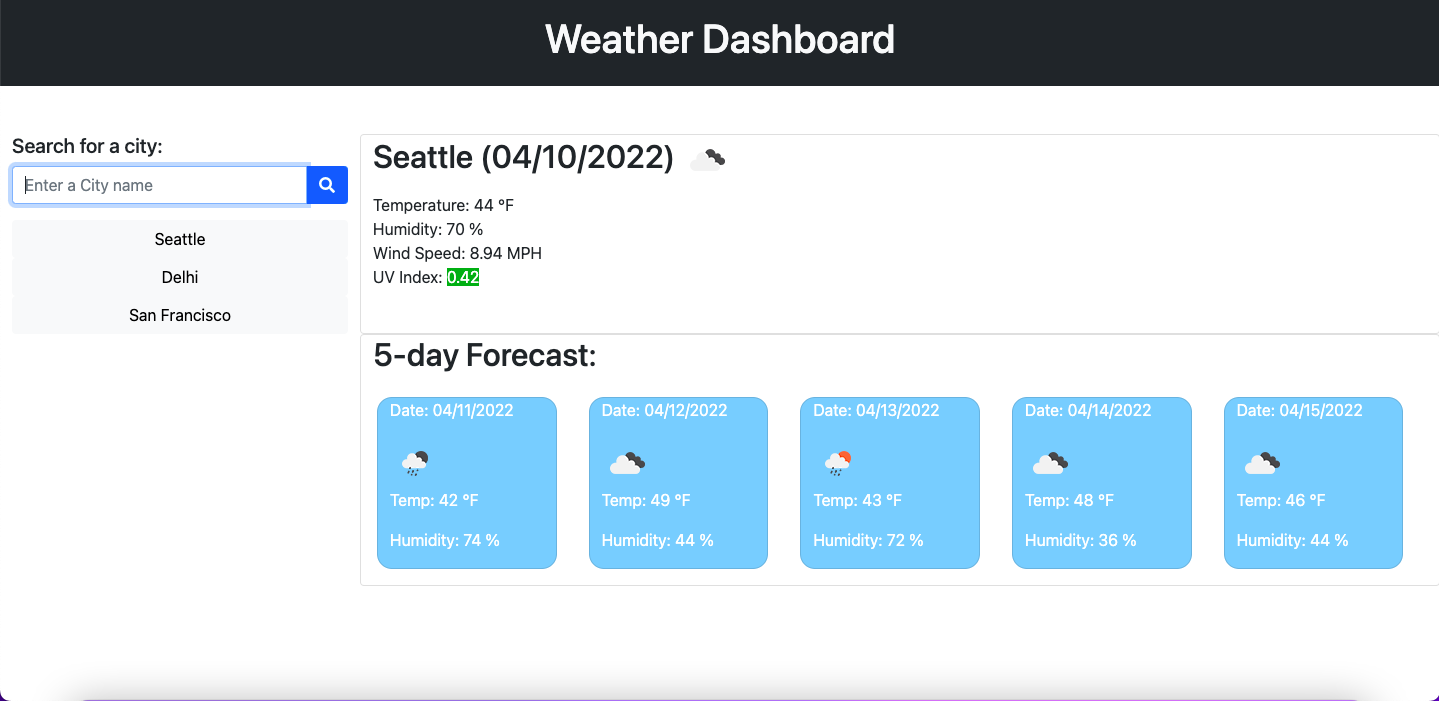 Weather Dashboard
Search for a city:
Enter a City name
Seattle
Delhi
San Francisco
Seattle (04/10/2022)
Temperature: 44 °F
Humidity: 70 %
Wind Speed: 8.94 MPH
UV Index: 0.42
5-day Forecast:
Date: 04/11/2022
Temp: 42 °F
Humidity: 74 %
Date: 04/12/2022
Temp: 49 °F
Humidity: 44 %
Date: 04/13/2022
Temp: 43 °F
Humidity: 72 %
Date: 04/14/2022
Temp: 48 °F
Humidity: 36 %
Date: 04/15/2022
Temp: 46 °F
Humidity: 44 %